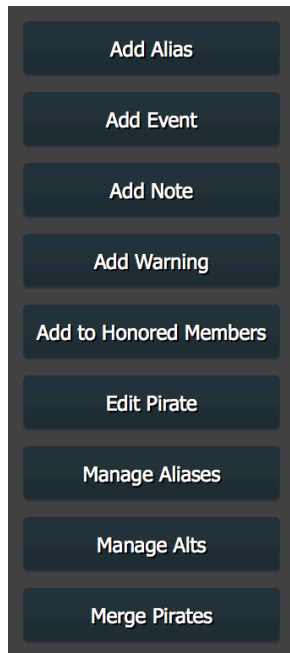 Add Alias
Add Event
Add Note
Add Warning
Add to Honored Members
Edit Pirate
Manage Aliases
Manage Alts
Merge Pirates